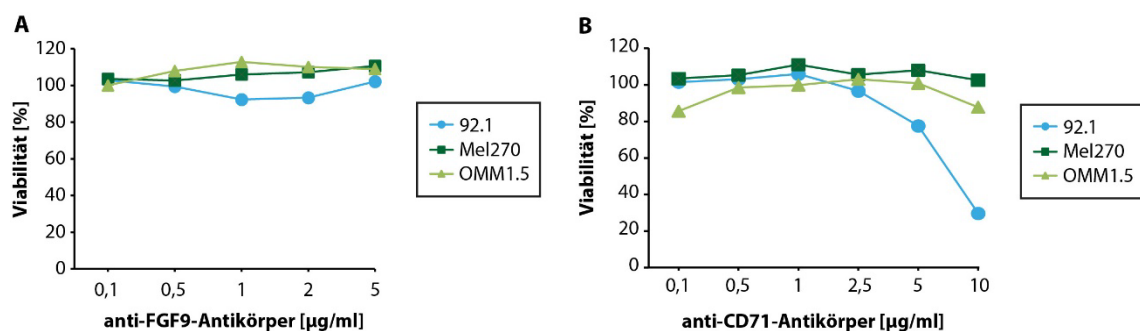 A
Viabilität [%]
120
100
80
60
40
20
0
0,1 0,5 1 2 5
anti-FGF9-Antikörper [µg/ml]
92.1
Mel270
OMM1.5
B
Viabilität [%]
120
100
80
60
40
20
0
0,1 0,5 1 2,5 5 10
anti-CD71-Antikörper [µg/ml]
92.1
Mel270
OMM1.5